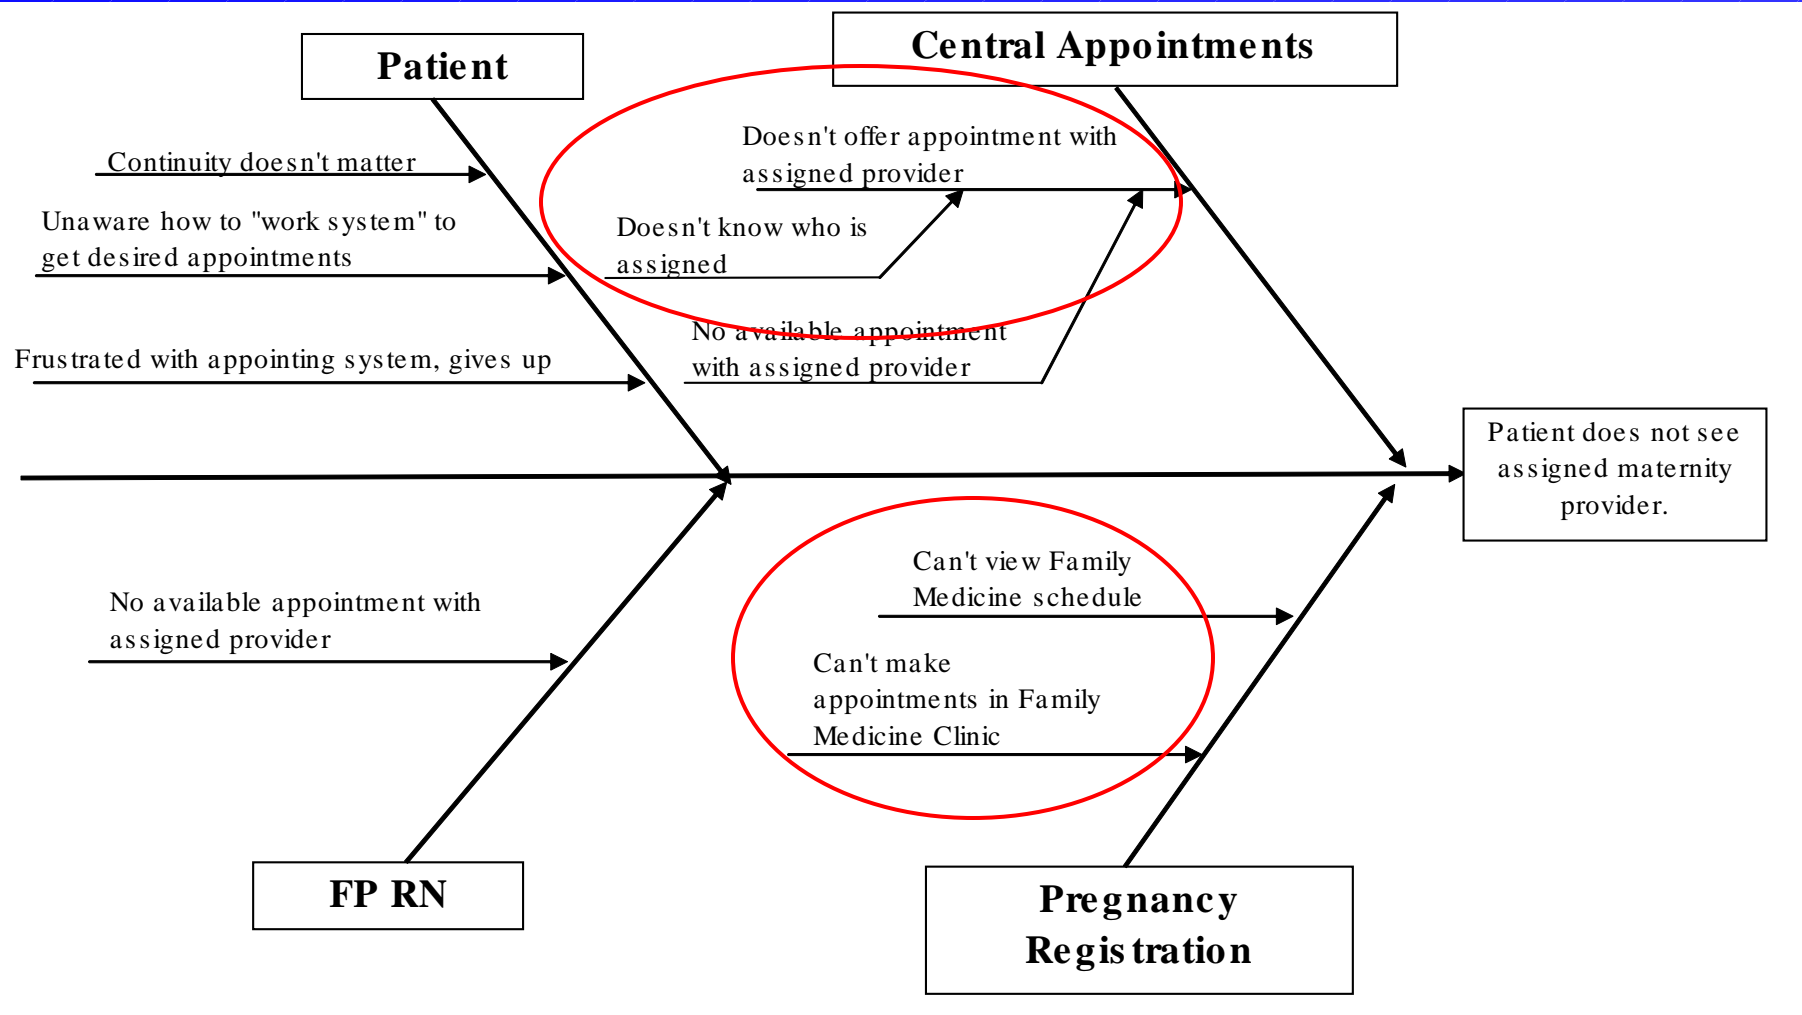 Patient
Central Appointments
Continuity doesn't matter
Unaware how to "work system" to
get desired appointments
Frustrated with appointing system, gives up
Doesn't offer appointment with
assigned provider
Doesn't know who is
assigned
No available appointment
with assigned provider
Patient does not see
assigned maternity
provider.
No available appointment with
assigned provider
Can't view Family
Medicine schedule
Can't make
appointments in Family
Medicine Clinic
FP RN
Pregnancy
Registration